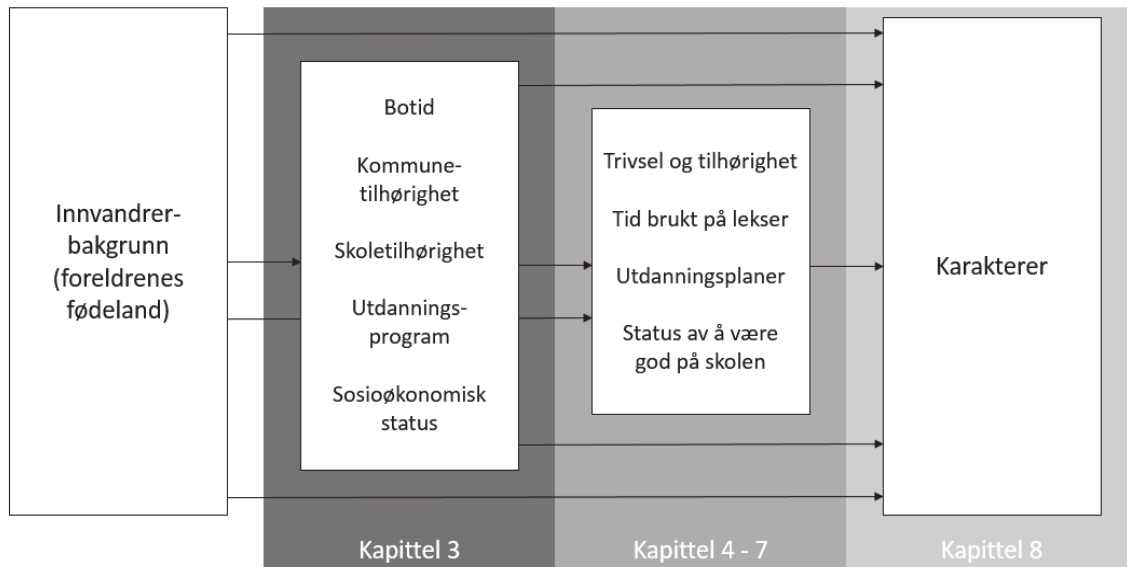 Innvandrer-
bakgrunn
(foreldrenes
fødeland)
Botid
Kommune-
tilhørighet
Skoletilhørighet
Utdannings-
program
Sosioøkonomisk
status
Trivsel og tilhørighet
Tid brukt på lekser
Utdanningsplaner
Status av å være
god på skolen
Karakterer
Kapittel 3
Kapittel 4 - 7
Kapittel 8